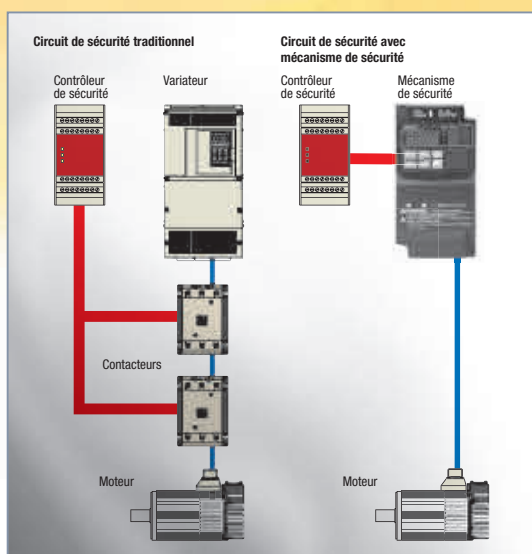 Circuit de sécurité traditionnel
Contrôleur
de sécurité
Variateur
Contacteurs
Moteur
Circuit de sécurité avec
mécanisme de sécurité
Contrôleur
de sécurité
Mécanisme
de sécurité
Moteur